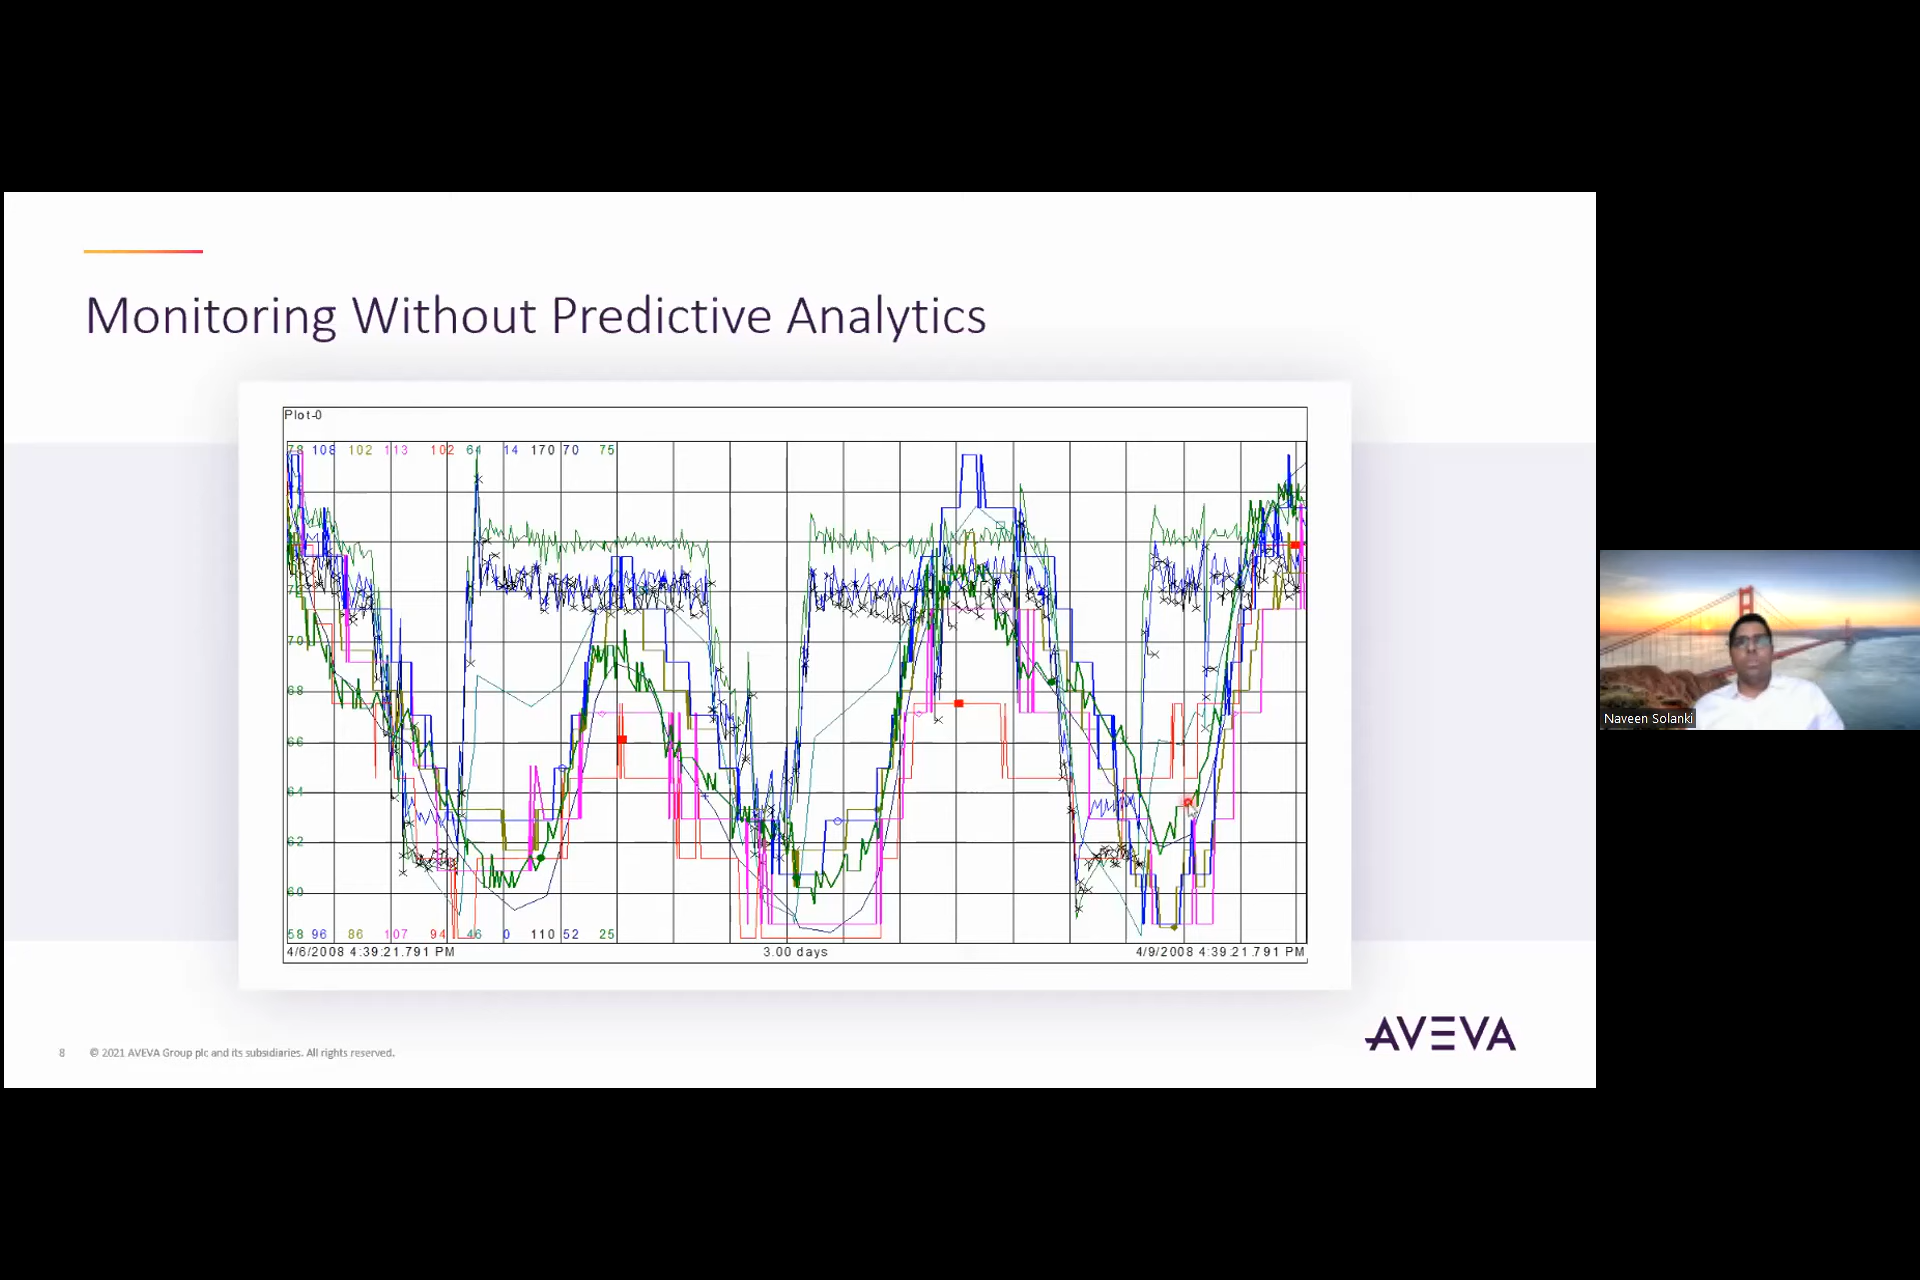 Monitoring Without Predictive Analytics
Plot-0
78 108 102 113 102 64 14 170 70 75
72
70
68
66
64
62
60
58 96 86 107 94 46 0 110 52 25
4/6/2008 4:39:21.791 PM 3.00 days 4/9/2008 4:39:21.791 PM
Naveen Solanki
AVEVA
8 © 2021 AVEVA Group plc and its subsidiaries. All rights reserved.